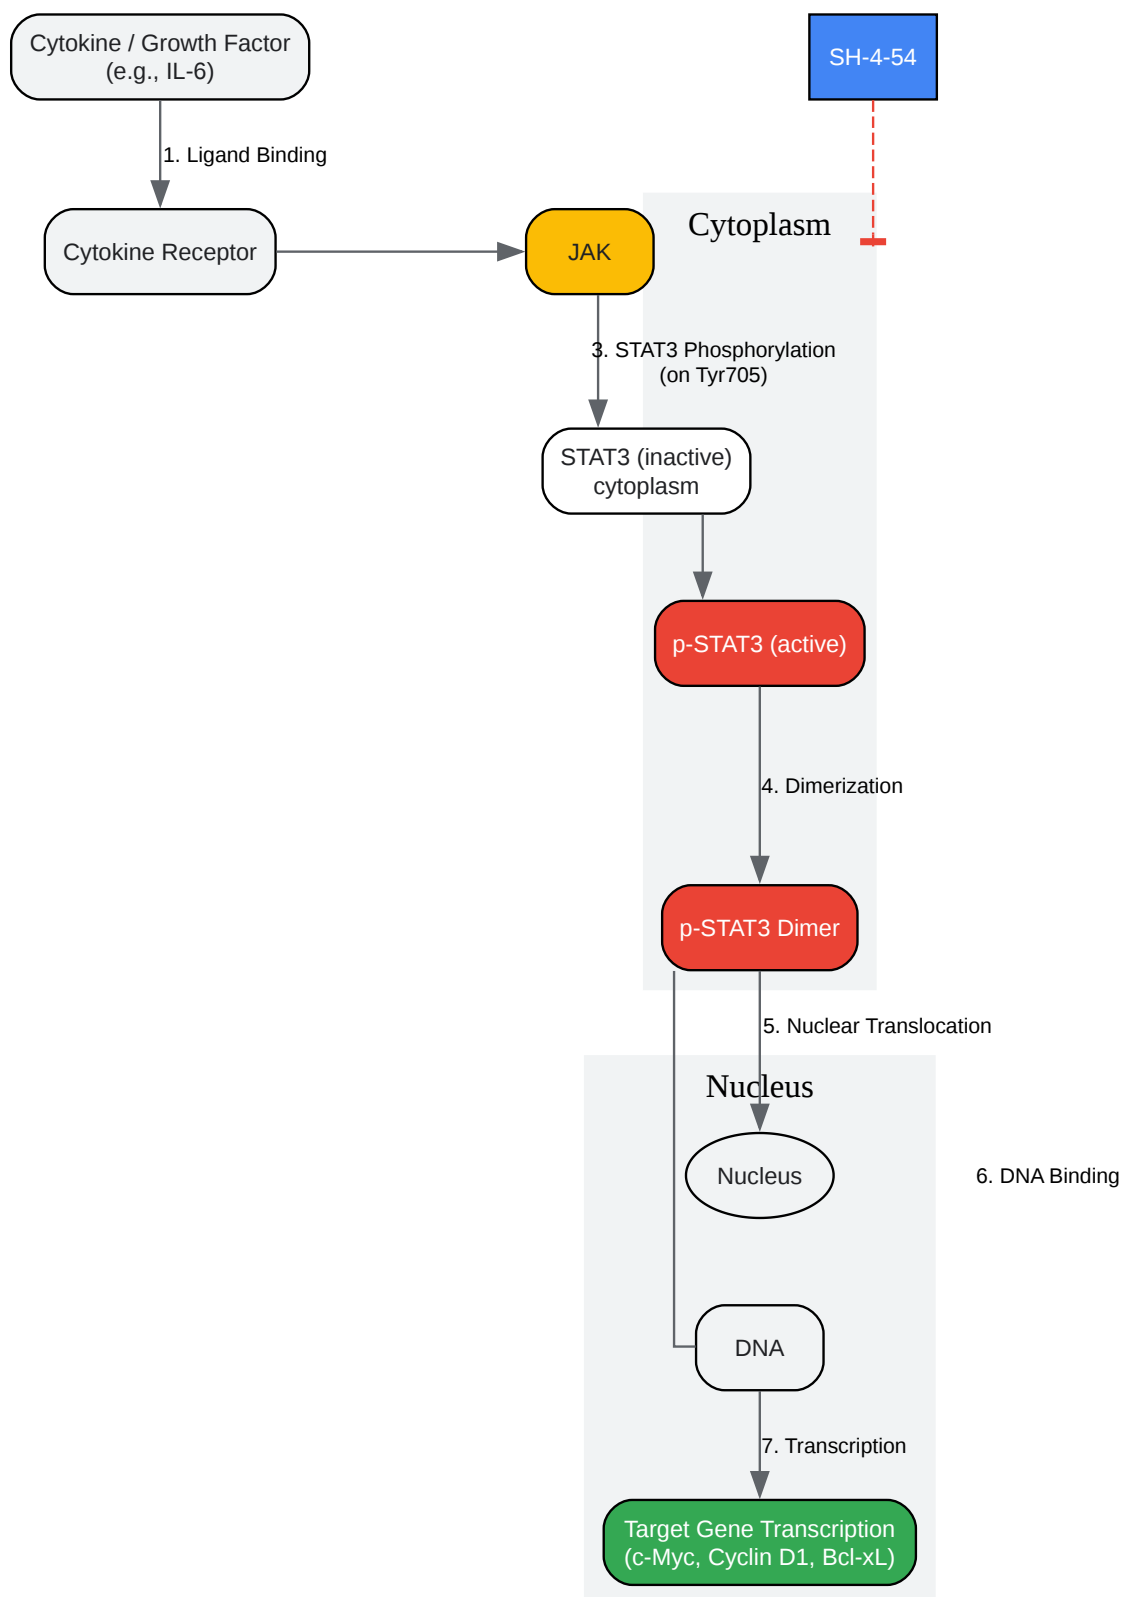 Cytokine / Growth Factor
(e.g., IL-6)
SH-4-54
1. Ligand Binding
Cytokine Receptor
JAK
Cytoplasm
3. STAT3 Phosphorylation
(on Tyr705)
STAT3 (inactive)
cytoplasm
p-STAT3 (active)
4. Dimerization
p-STAT3 Dimer
5. Nuclear Translocation
Nucleus
Nucleus
6. DNA Binding
DNA
7. Transcription
Target Gene Transcription
(c-Myc, Cyclin D1, Bcl-xL)